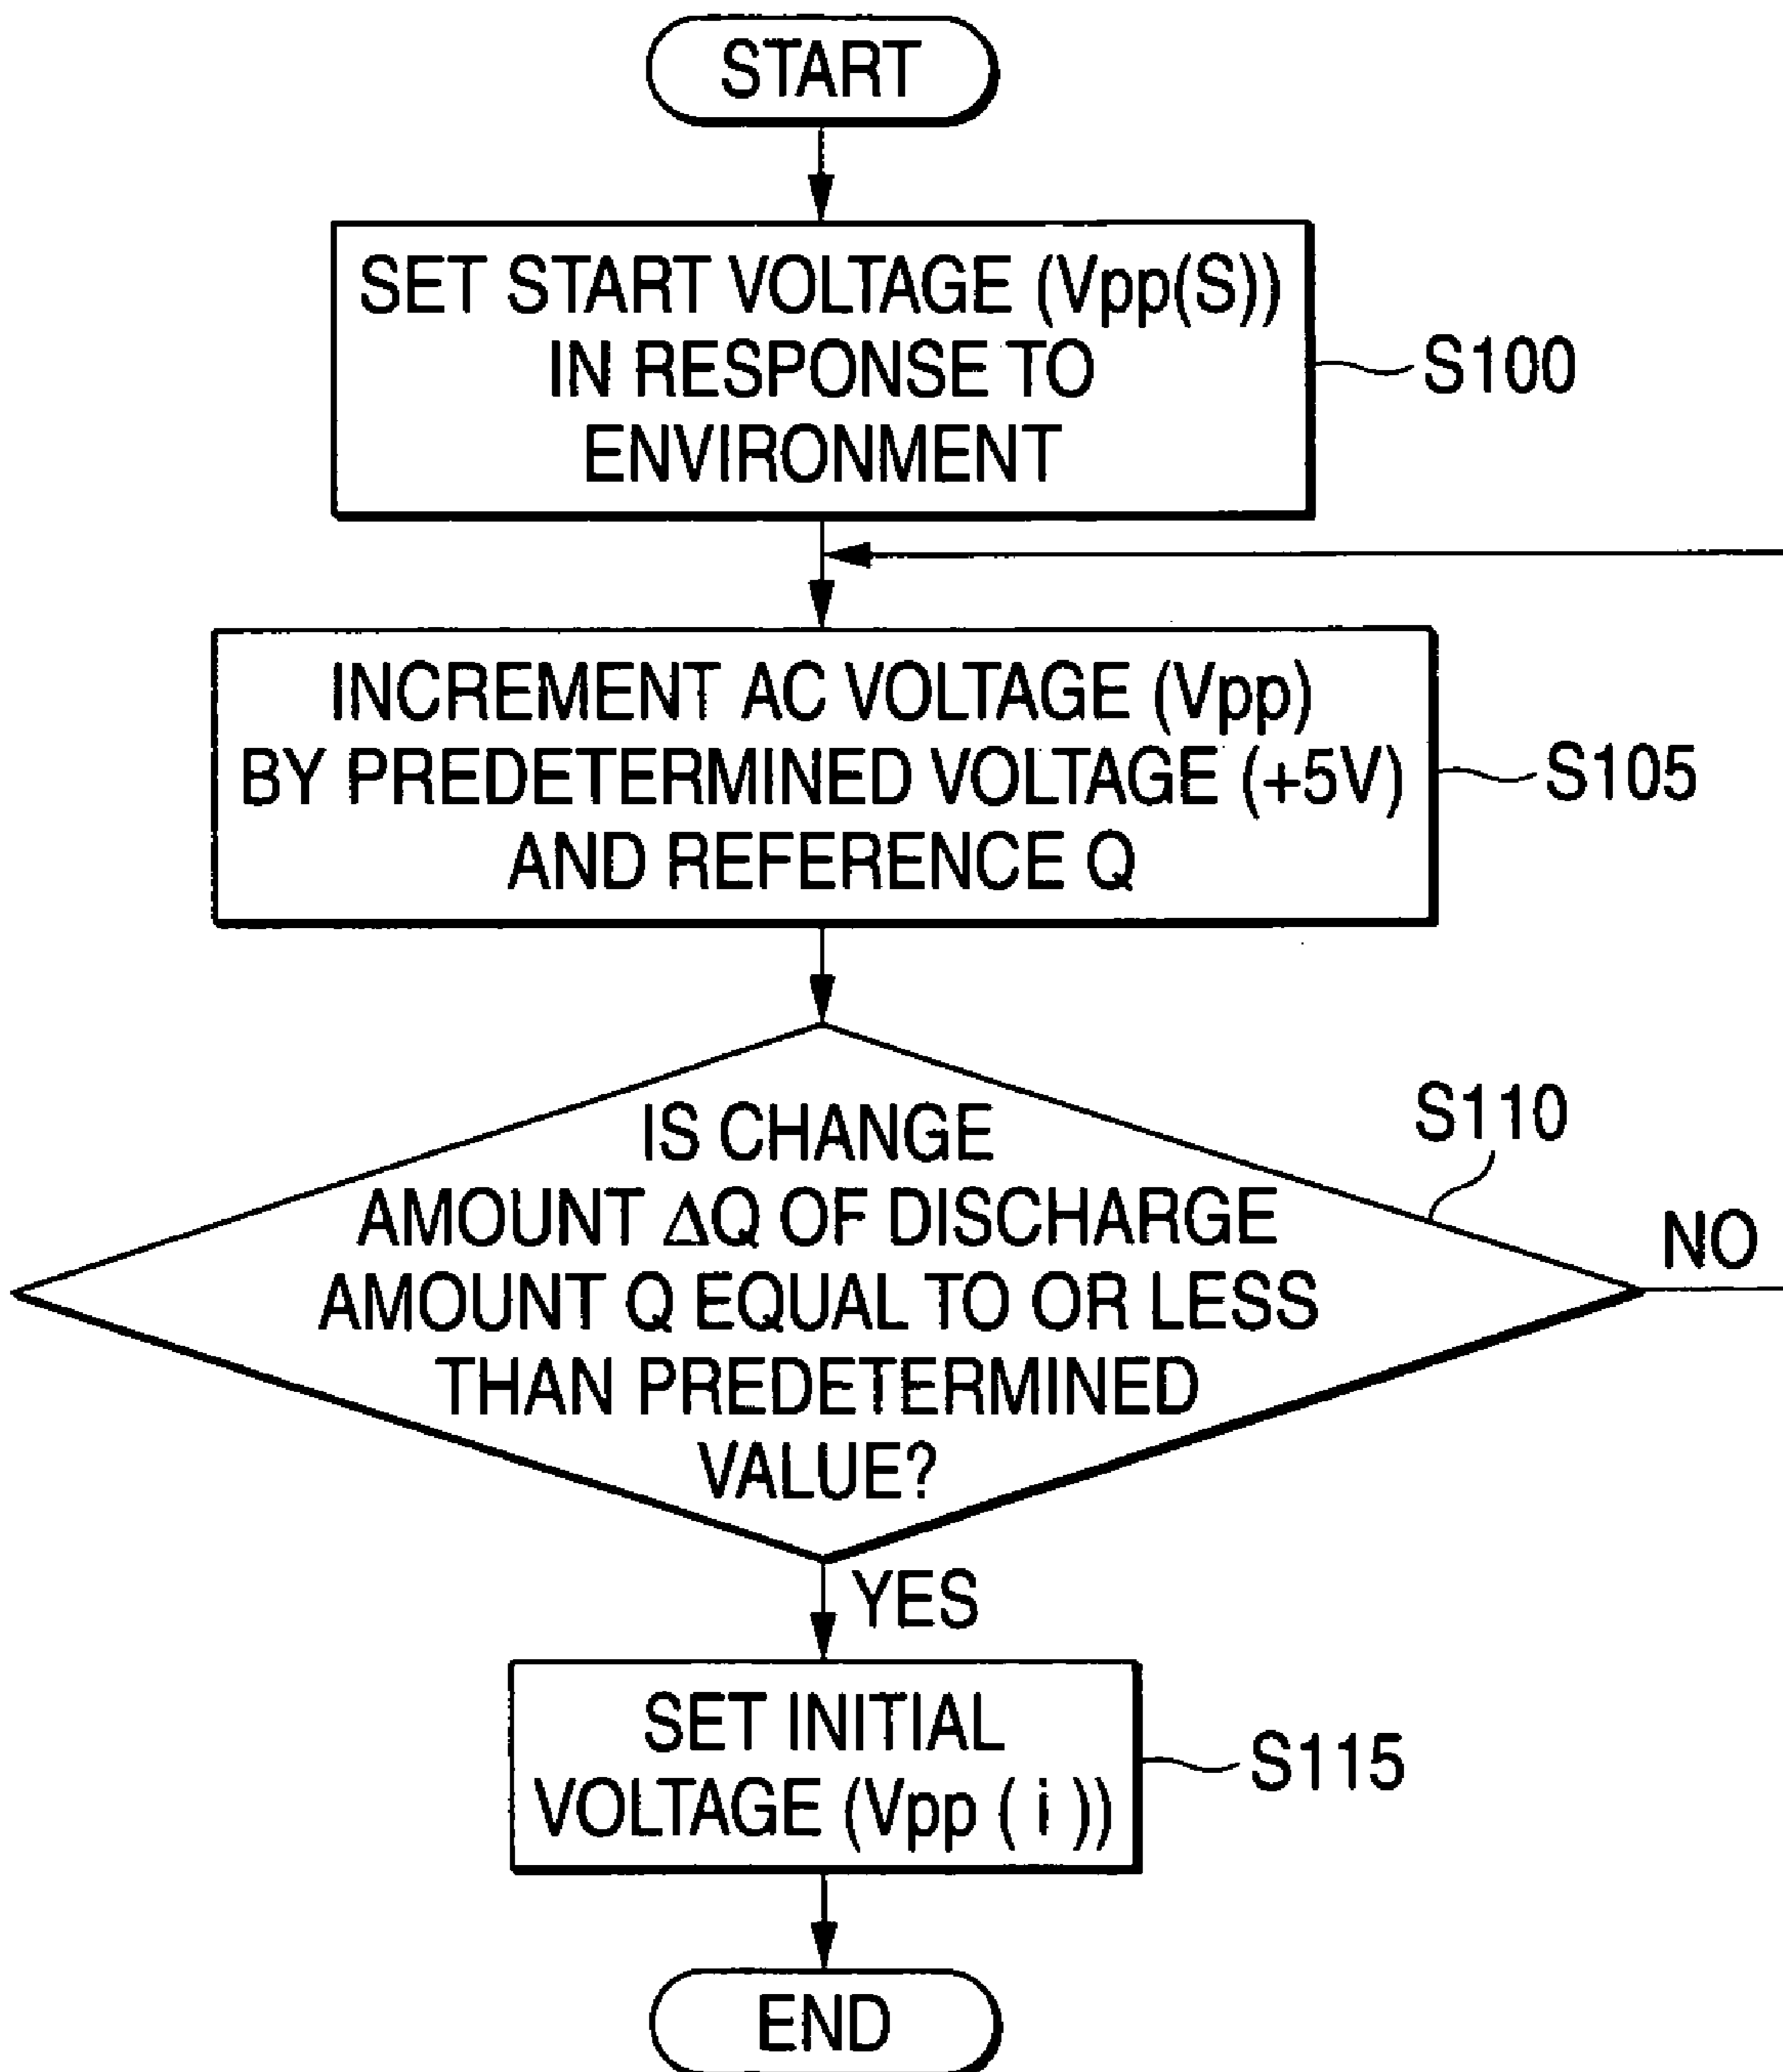 START
SET START VOLTAGE (Vpp(S))
IN RESPONSE TO
ENVIRONMENT
S100
INCREMENT AC VOLTAGE (Vpp)
BY PREDETERMINED VOLTAGE (+5V)
AND REFERENCE Q
S105
IS CHANGE
AMOUNT ΔQ OF DISCHARGE
AMOUNT Q EQUAL TO OR LESS
THAN PREDETERMINED
VALUE?
S110
NO
YES
SET INITIAL
VOLTAGE (Vpp ( i ))
S115
END